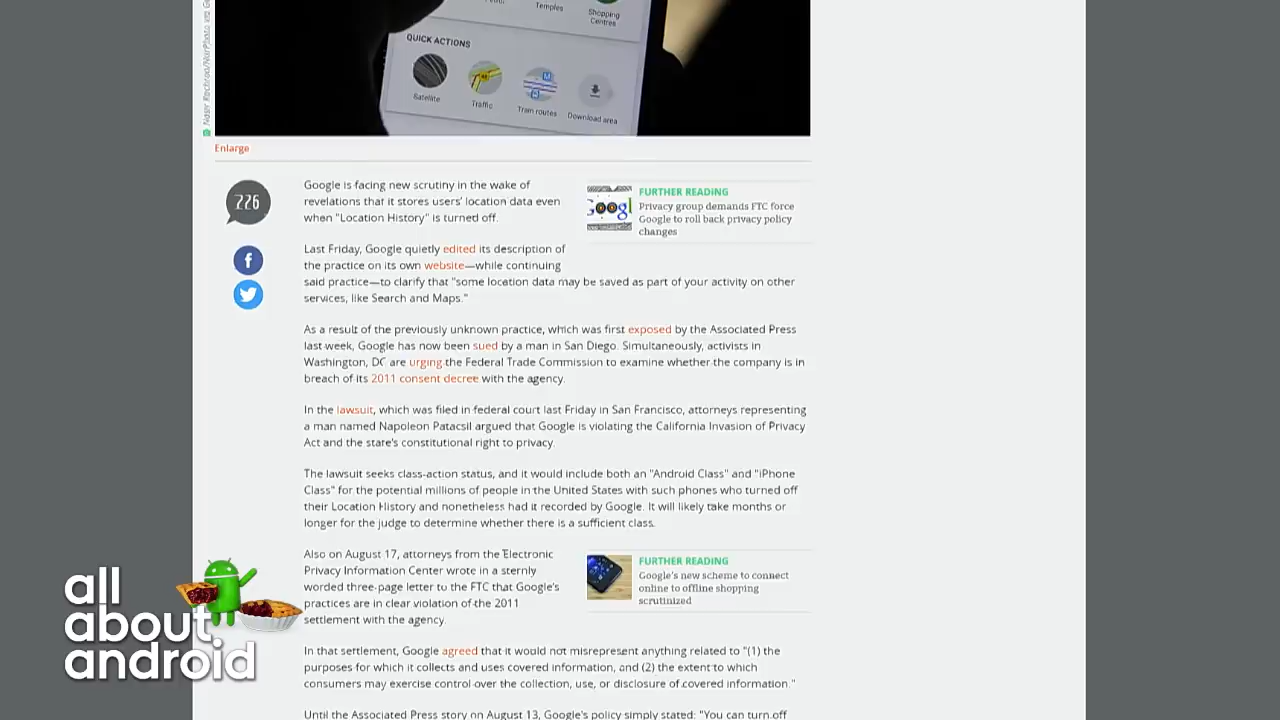 Temples
Shopping
Centres
QUICK ACTIONS
Satellite
Traffic
Tram routes
Download area
Enlarge
226
Google is facing new scrutiny in the wake of
revelations that it stores users' location data even
when "Location History" is turned off.
FURTHER READING
Privacy group demands FTC force
Google to roll back privacy policy
changes
Last Friday, Google quietly edited its description of
the practice on its own website—while continuing
said practice—to clarify that "some location data may be saved as part of your activity on other
services, like Search and Maps."
As a result of the previously unknown practice, which was first exposed by the Associated Press
last week, Google has now been sued by a man in San Diego. Simultaneously, activists in
Washington, DC are urging the Federal Trade Commission to examine whether the company is in
breach of its 2011 consent decree with the agency.
In the lawsuit, which was filed in federal court last Friday in San Francisco, attorneys representing
a man named Napoleon Patacsil argued that Google is violating the California Invasion of Privacy
Act and the state's constitutional right to privacy.
The lawsuit seeks class-action status, and it would include both an "Android Class" and "iPhone
Class" for the potential millions of people in the United States with such phones who turned off
their Location History and nonetheless had it recorded by Google. It will likely take months or
longer for the judge to determine whether there is a sufficient class.
Also on August 17, attorneys from the Electronic
Privacy Information Center wrote in a sternly
worded three-page letter to the FTC that Google's
practices are in clear violation of the 2011
settlement with the agency.
FURTHER READING
Google's new scheme to connect
online to offline shopping
scrutinized
In that settlement, Google agreed that it would not misrepresent anything related to "(1) the
purposes for which it collects and uses covered information, and (2) the extent to which
consumers may exercise control over the collection, use, or disclosure of covered information."
Until the Associated Press story on August 13, Google's policy simply stated: "You can turn off
all
about
android